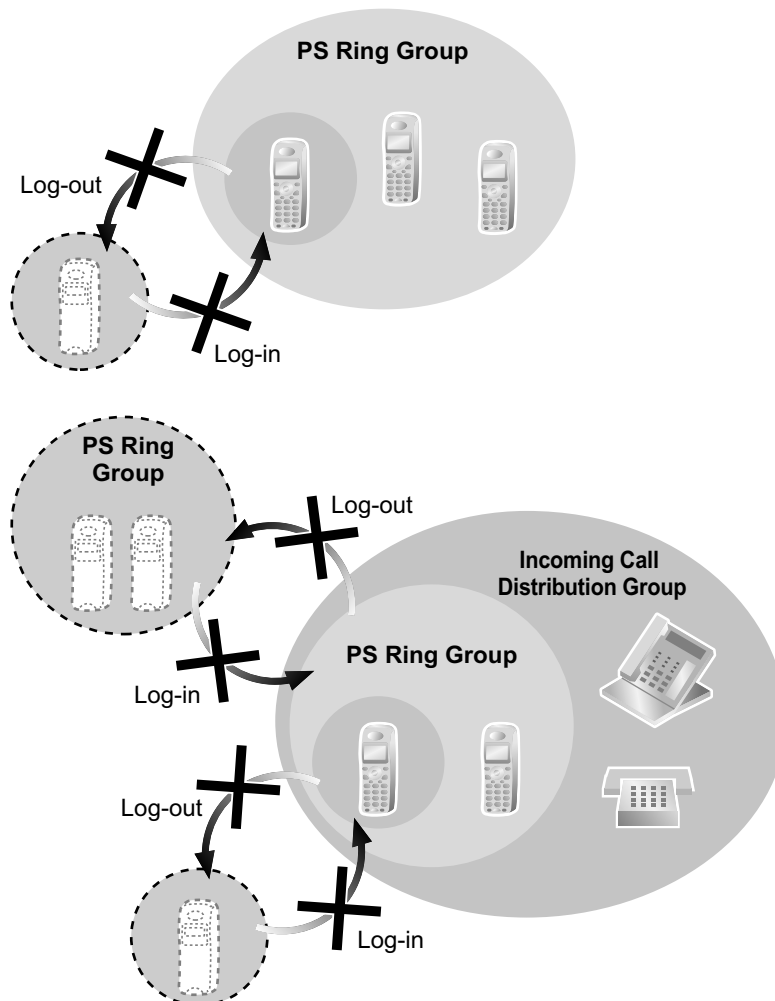 PS Ring Group
Log-out
Log-in
PS Ring
Group
Log-out
Incoming Call
Distribution Group
PS Ring Group
Log-in
Log-out
Log-in